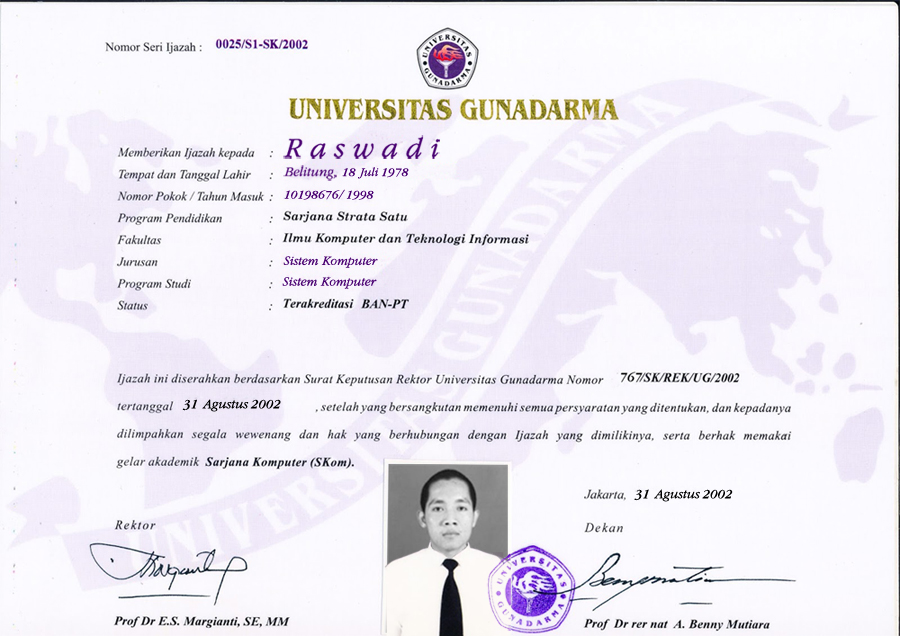 Nomor Seri Ijazah : 0025/S1-SK/2002
UNIVERSITAS GUNADARMA
UNIVERSITAS GUNADARMA
Memberikan Ijazah kepada : Raswadi
Tempat dan Tanggal Lahir : Belitung, 18 Juli 1978
Nomor Pokok / Tahun Masuk : 10198676/ 1998
Program Pendidikan : Sarjana Strata Satu
Fakultas : Ilmu Komputer dan Teknologi Informasi
Jurusan : Sistem Komputer
Program Studi : Sistem Komputer
Status : Terakreditasi BAN-PT
UNIVERSITAS GUNADARMA
Ijazah ini diserahkan berdasarkan Surat Keputusan Rektor Universitas Gunadarma Nomor 767/SK/REK/UG/2002
tertanggal 31 Agustus 2002 , setelah yang bersangkutan memenuhi semua persyaratan yang ditentukan, dan kepadanya
dilimpahkan segala wewenang dan hak yang berhubungan dengan Ijazah yang dimilikinya, serta berhak memakai
gelar akademik Sarjana Komputer (SKom).
Jakarta, 31 Agustus 2002
Rektor Dekan
UNIVERSITAS GUNADARMA
Prof Dr E.S. Margianti, SE, MM Prof Dr rer nat A. Benny Mutiara